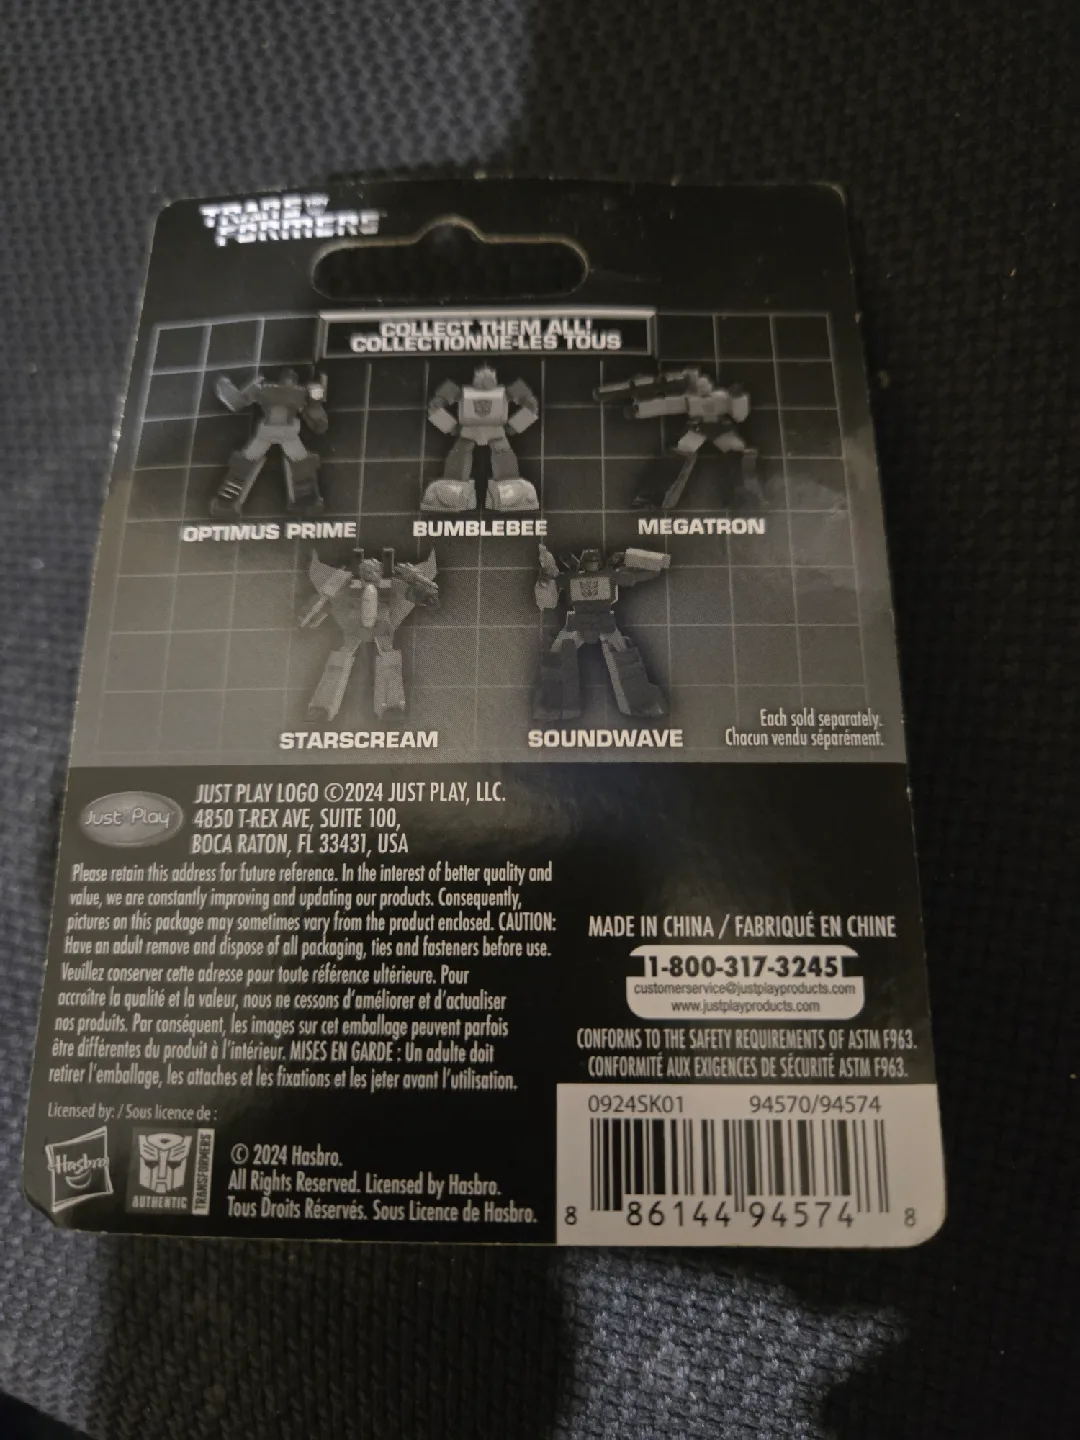 TRANSFORMERS
COLLECT THEM ALL!
COLLECTIONNE-LES TOUS
OPTIMUS PRIME
BUMBLEBEE
MEGATRON
STARSCREAM
SOUNDWAVE
Each sold separately.
Chacun vendu séparément.
Just Play
JUST PLAY LOGO ©2024 JUST PLAY, LLC.
4850 T-REX AVE, SUITE 100,
BOCA RATON, FL 33431, USA
Please retain this address for future reference. In the interest of better quality and
value, we are constantly improving and updating our products. Consequently,
pictures on this package may sometimes vary from the product enclosed. CAUTION:
Have an adult remove and dispose of all packaging, ties and fasteners before use.
Veuillez conserver cette adresse pour toute référence ultérieure. Pour
accroître la qualité et la valeur, nous ne cessons d'améliorer et d'actualiser
nos produits. Par conséquent, les images sur cet emballage peuvent parfois
être différentes du produit à l'intérieur. MISES EN GARDE : Un adulte doit
retirer l'emballage, les attaches et les fixations et les jeter avant l'utilisation.
MADE IN CHINA / FABRIQUÉ EN CHINE
1-800-317-3245
customerservice@justplayproducts.com
www.justplayproducts.com
CONFORMS TO THE SAFETY REQUIREMENTS OF ASTM F963.
CONFORMITÉ AUX EXIGENCES DE SÉCURITÉ ASTM F963.
Licensed by: / Sous licence de :
Hasbro
AUTHENTIC
TRANSFORMERS
© 2024 Hasbro.
All Rights Reserved. Licensed by Hasbro.
Tous Droits Réservés. Sous Licence de Hasbro.
0924SK01 94570/94574
8 86144 94574 8